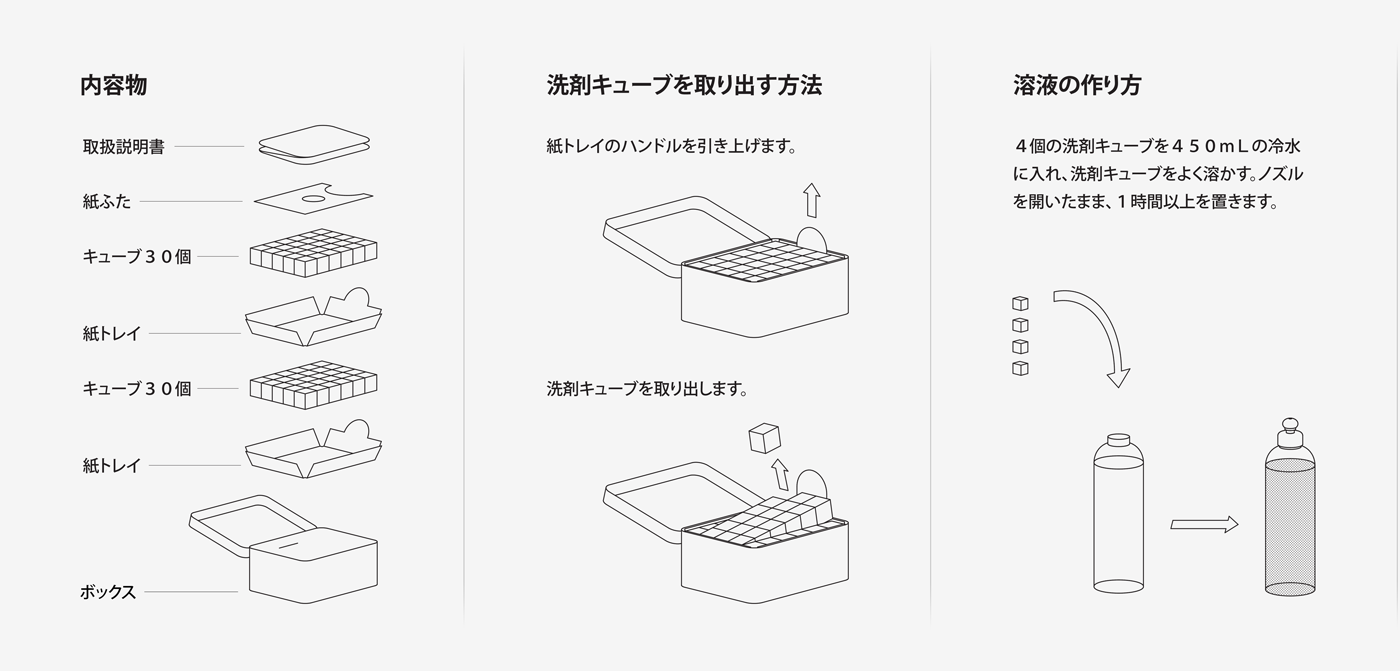 内容物
取扱説明書
紙ふた
キューブ３０個
紙トレイ
キューブ３０個
紙トレイ
ボックス
洗剤キューブを取り出す方法
紙トレイのハンドルを引き上げます。
洗剤キューブを取り出します。
溶液の作り方
４個の洗剤キューブを４５０ｍＬの冷水
に入れ、洗剤キューブをよく溶かす。ノズル
を開いたまま、１時間以上を置きます。